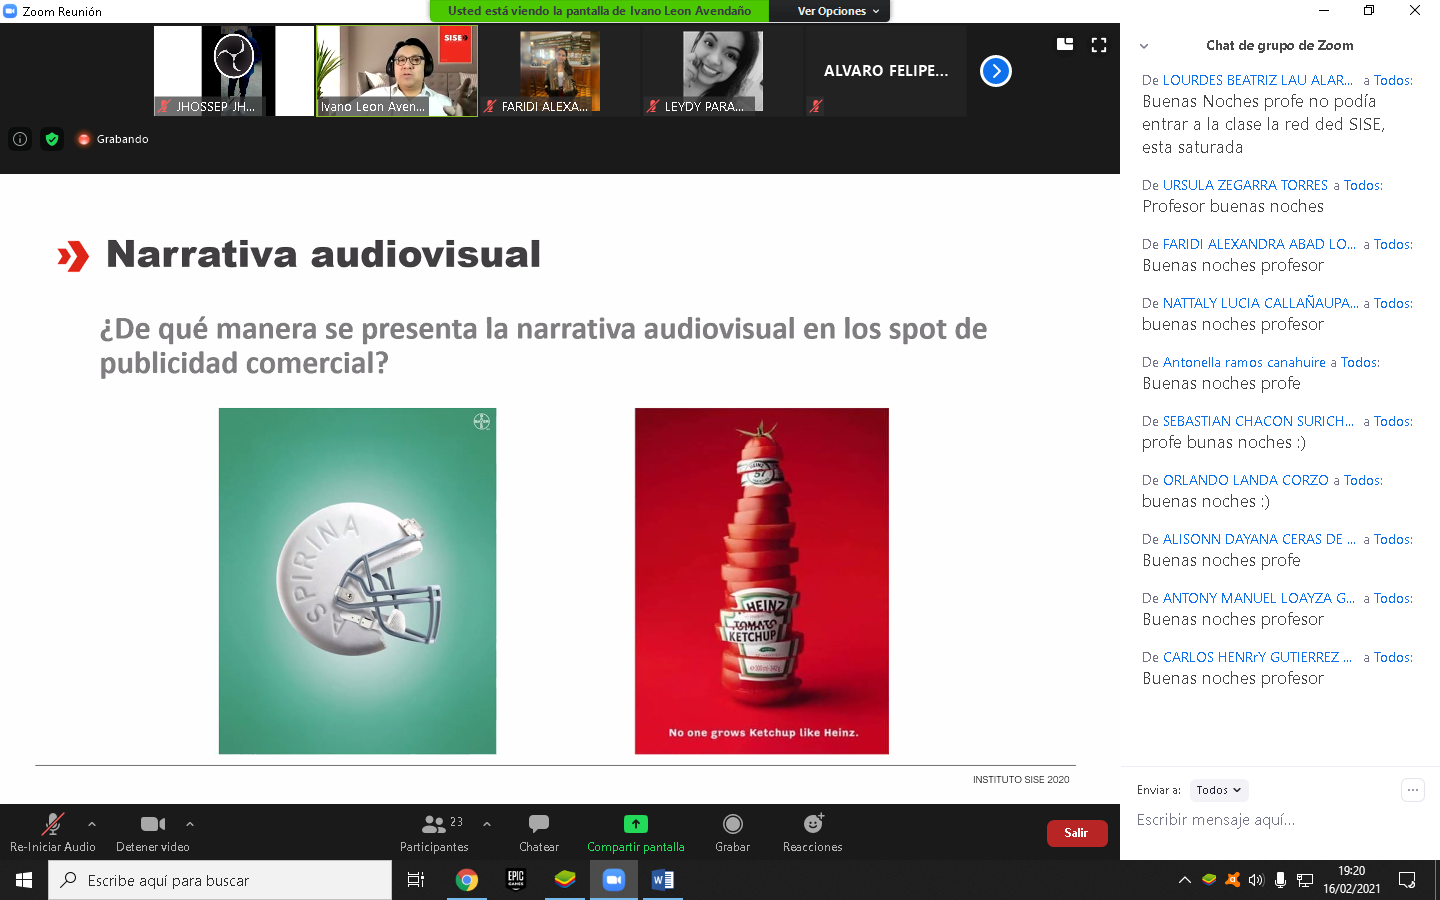 Zoom Reunión
Usted está viendo la pantalla de Ivano Leon Avendaño
Ver Opciones
SISE
JHOSSEP JH...
Ivano Leon Aven...
FARIDI ALEXA...
LEYDY PARA...
ALVARO FELIPE...
Grabando
Narrativa audiovisual
¿De qué manera se presenta la narrativa audiovisual en los spot de
publicidad comercial?
BAYER
ASPIRINA
HEINZ
57
HEINZ
TOMATO
KETCHUP
No one grows Ketchup like Heinz.
INSTITUTO SISE 2020
Chat de grupo de Zoom
De LOURDES BEATRIZ LAU ALAR... a Todos:
Buenas Noches profe no podía
entrar a la clase la red ded SISE,
esta saturada
De URSULA ZEGARRA TORRES a Todos:
Profesor buenas noches
De FARIDI ALEXANDRA ABAD LO... a Todos:
Buenas noches profesor
De NATTALY LUCIA CALLAÑAUPA... a Todos:
buenas noches profesor
De Antonella ramos canahuire a Todos:
Buenas noches profe
De SEBASTIAN CHACON SURICH... a Todos:
profe bunas noches :)
De ORLANDO LANDA CORZO a Todos:
buenas noches :)
De ALISONN DAYANA CERAS DE ... a Todos:
Buenas noches profe
De ANTONY MANUEL LOAYZA G... a Todos:
Buenas noches profesor
De CARLOS HENRrY GUTIERREZ ... a Todos:
Buenas noches profesor
Enviar a: Todos
Escribir mensaje aquí...
Re-Iniciar Audio
Detener video
Participantes
23
Chatear
Compartir pantalla
Grabar
Reacciones
Salir
Escribe aquí para buscar
EPIC
GAMES
19:20
16/02/2021